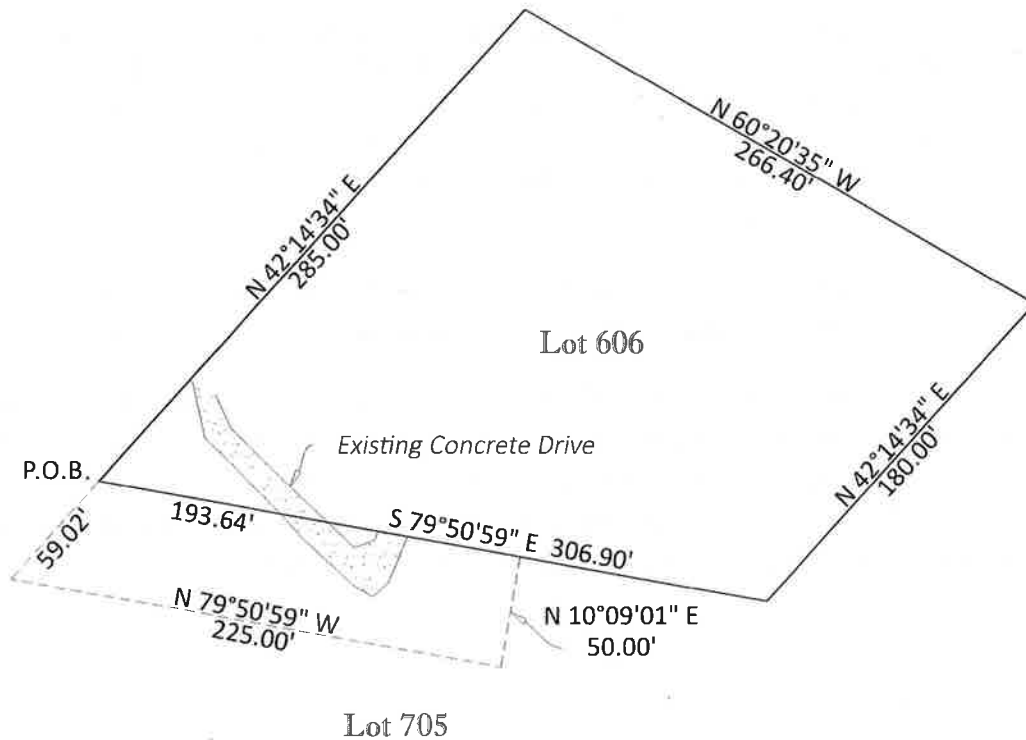 N 60°20'35" W
266.40'
N 42°14'34" E
285.00'
Lot 606
Existing Concrete Drive
N 42°14'34" E
180.00'
P.O.B.
193.64'
S 79°50'59" E 306.90'
59.02'
N 79°50'59" W
225.00'
N 10°09'01" E
50.00'
Lot 705